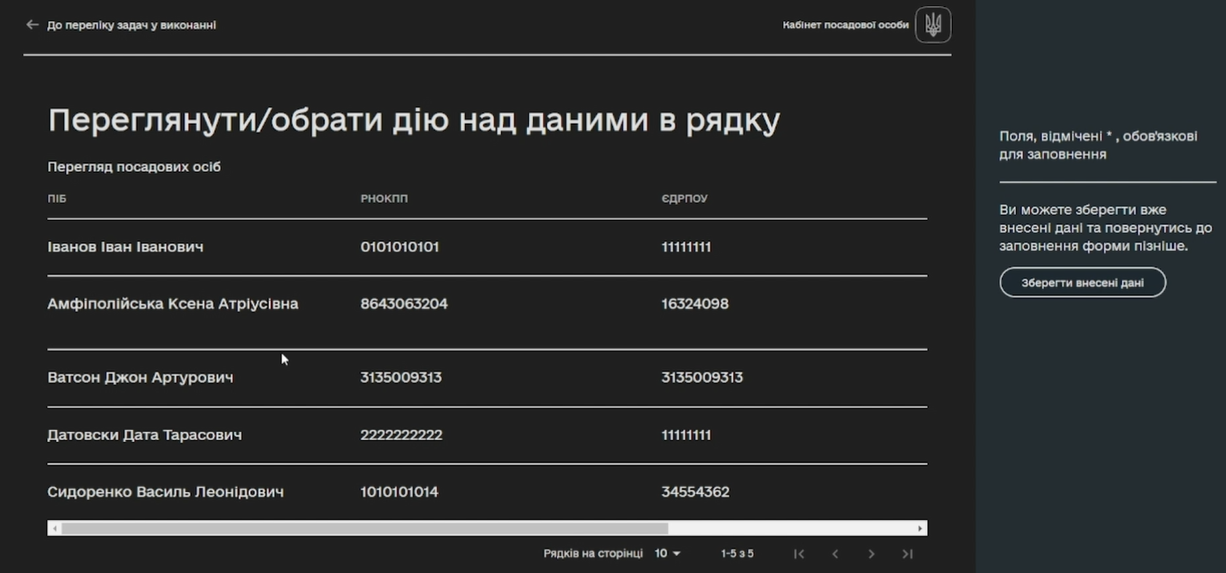 До переліку задач у виконанні
Кабінет посадової особи
Переглянути/обрати дію над даними в рядку
Перегляд посадових осіб
ПІБ РНОКПП ЄДРПОУ
Іванов Іван Іванович 0101010101 11111111
Амфіполійська Ксена Атріусівна 8643063204 16324098
Ватсон Джон Артурович 3135009313 3135009313
Датовски Дата Тарасович 2222222222 11111111
Сидоренко Василь Леонідович 1010101014 34554362
Рядків на сторінці 10 1-5 з 5
Поля, відмічені * , обов'язкові
для заповнення
Ви можете зберегти вже
внесені дані та повернутись до
заповнення форми пізніше.
Зберегти внесені дані